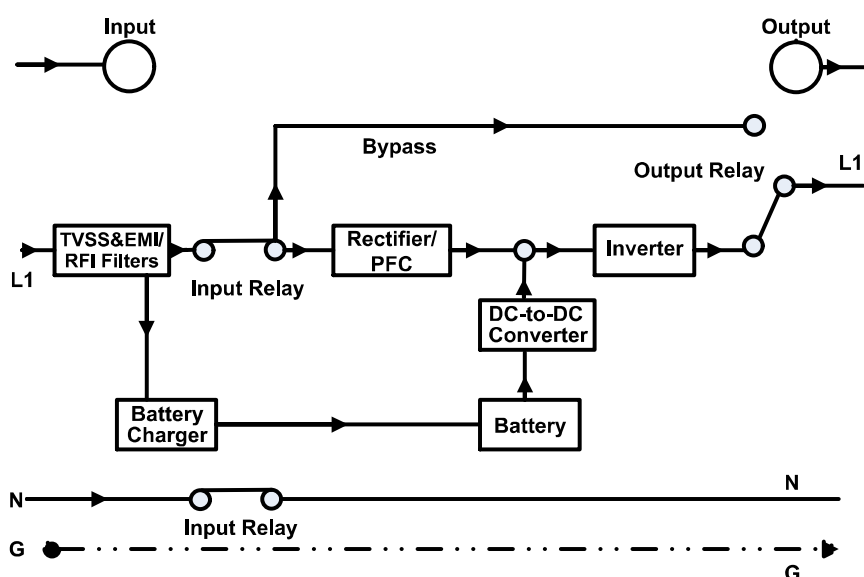 Input
Output
Bypass
Output Relay
L1
TVSS&EMI/
RFI Filters
Rectifier/
PFC
Inverter
L1
Input Relay
DC-to-DC
Converter
Battery
Charger
Battery
N
N
Input Relay
G
G